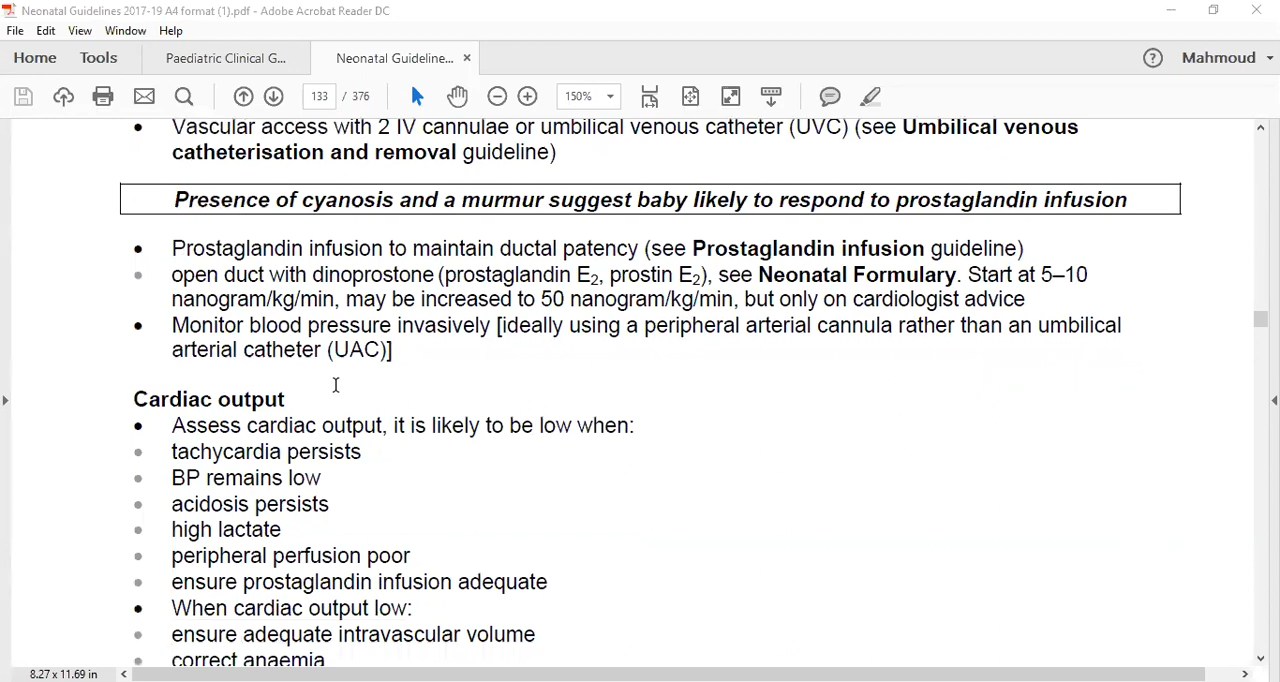 Neonatal Guidelines 2017-19 A4 format (1).pdf - Adobe Acrobat Reader DC
File Edit View Window Help
Home Tools Paediatric Clinical G... Neonatal Guideline... × Mahmoud
133 / 376 150%
• Vascular access with 2 IV cannulae or umbilical venous catheter (UVC) (see Umbilical venous
catheterisation and removal guideline)
Presence of cyanosis and a murmur suggest baby likely to respond to prostaglandin infusion
• Prostaglandin infusion to maintain ductal patency (see Prostaglandin infusion guideline)
• open duct with dinoprostone (prostaglandin E2, prostin E2), see Neonatal Formulary. Start at 5–10
nanogram/kg/min, may be increased to 50 nanogram/kg/min, but only on cardiologist advice
• Monitor blood pressure invasively [ideally using a peripheral arterial cannula rather than an umbilical
arterial catheter (UAC)]
Cardiac output
• Assess cardiac output, it is likely to be low when:
• tachycardia persists
• BP remains low
• acidosis persists
• high lactate
• peripheral perfusion poor
• ensure prostaglandin infusion adequate
• When cardiac output low:
• ensure adequate intravascular volume
• correct anaemia
8.27 x 11.69 in